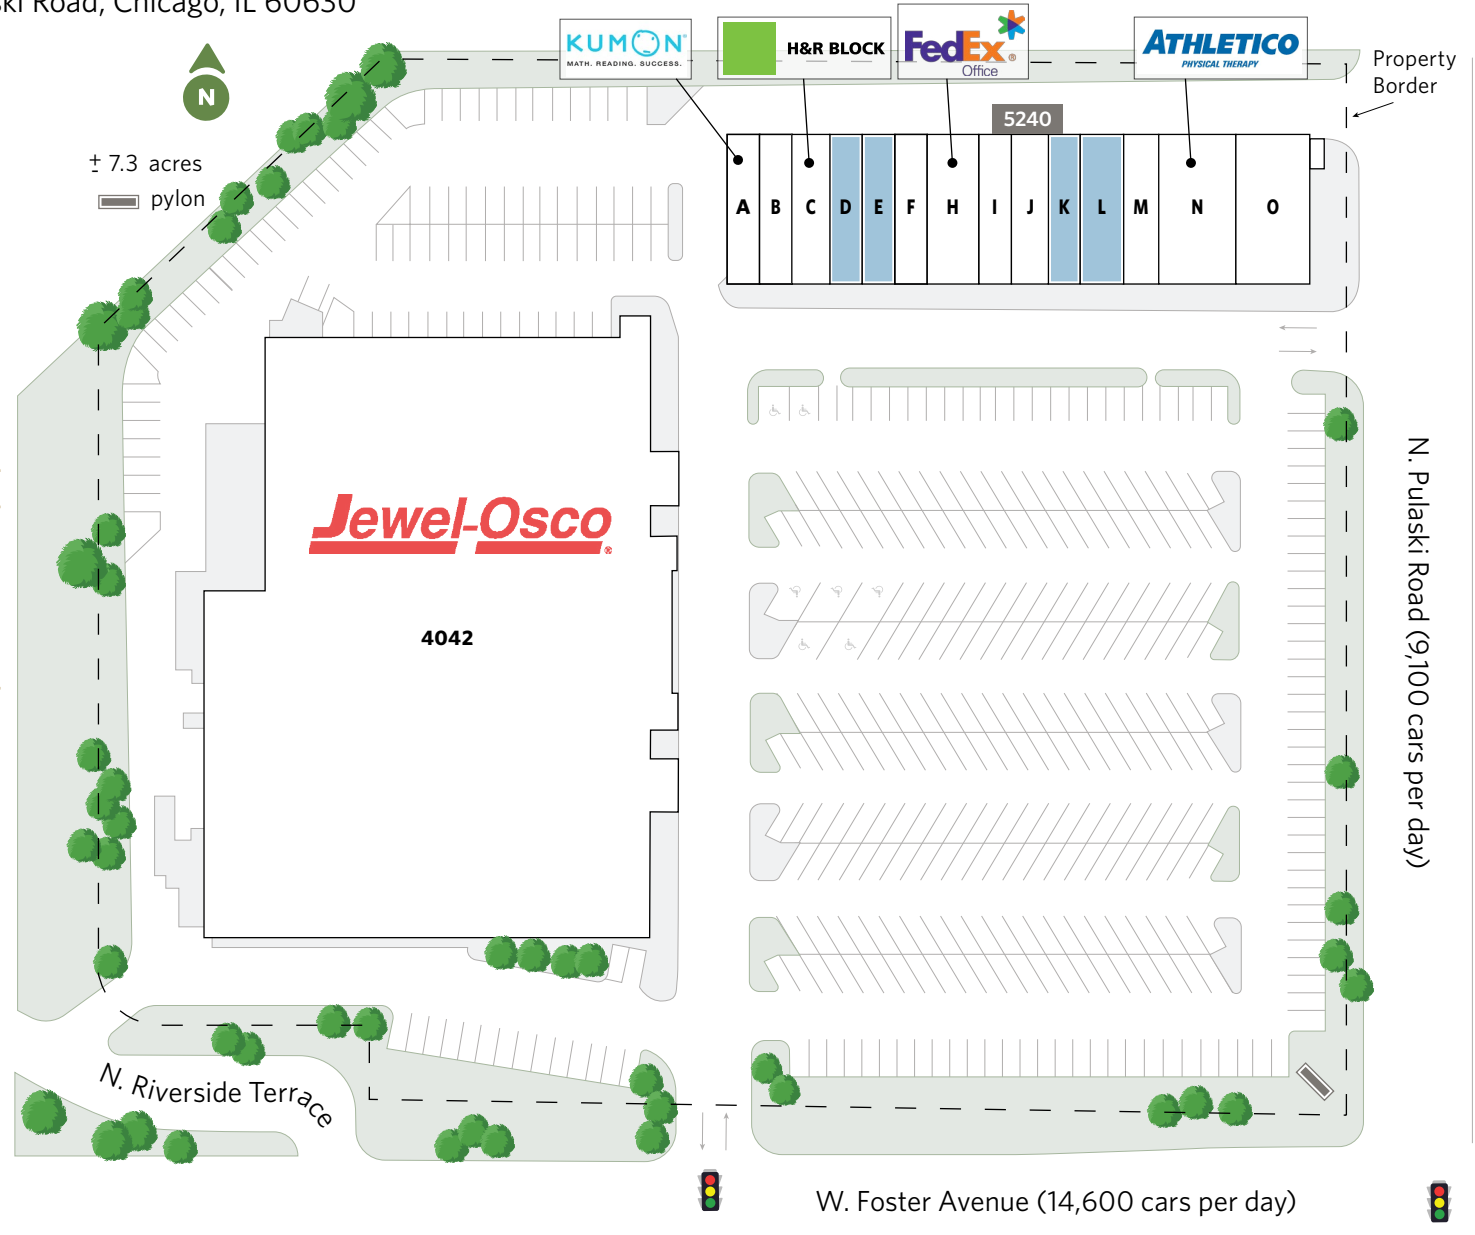 ski Road, Chicago, IL 60630
KUMON®
MATH. READING. SUCCESS.
H&R BLOCK
FedEx®
Office
ATHLETICO
PHYSICAL THERAPY
Property
Border
N
± 7.3 acres
pylon
5240
A B C D E F H I J K L M N O
Jewel-Osco®
4042
N. Pulaski Road (9,100 cars per day)
N. Riverside Terrace
W. Foster Avenue (14,600 cars per day)